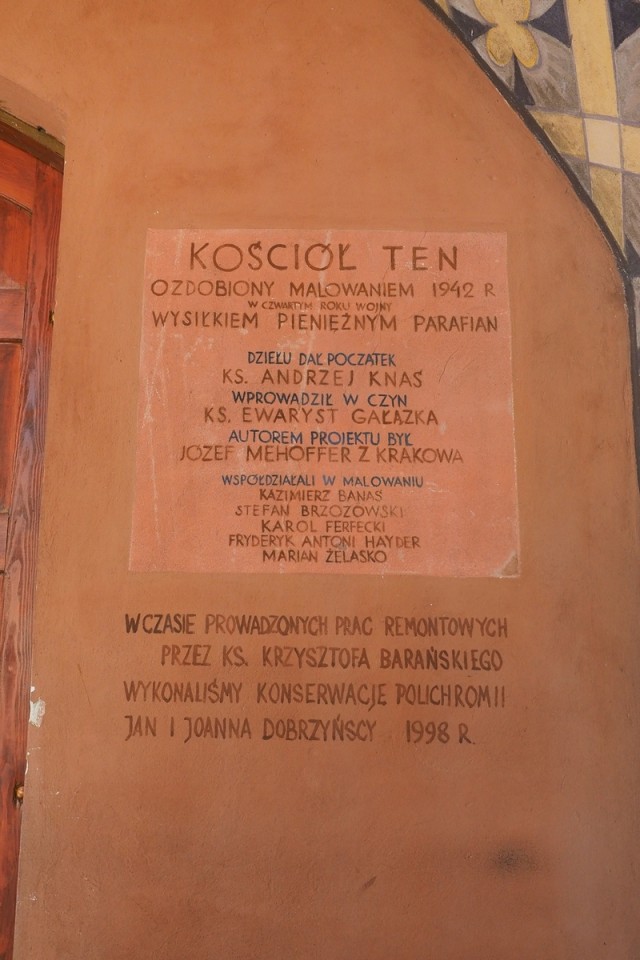 KOŚCIÓŁ TEN
OZDOBIONY MALOWANIEM 1942 R
W CZWARTYM ROKU WOJNY
WYSIŁKIEM PIENIĘŻNYM PARAFIAN
DZIEŁU DAŁ POCZĄTEK
KS. ANDRZEJ KNAŚ
WPROWADZIŁ W CZYN
KS. EWARYST GAŁĄZKA
AUTOREM PROJEKTU BYŁ
JÓZEF MEHOFFER Z KRAKOWA
WSPÓŁDZIAŁALI W MALOWANIU
KAZIMIERZ BANAŚ
STEFAN BRZOZOWSKI
KAROL FERFECKI
FRYDERYK ANTONI HAYDER
MARIAN ŻELASKO
W CZASIE PROWADZONYCH PRAC REMONTOWYCH
PRZEZ KS. KRZYSZTOFA BARAŃSKIEGO
WYKONALIŚMY KONSERWACJE POLICHROMII
JAN I JOANNA DOBRZYŃSCY 1998 R.